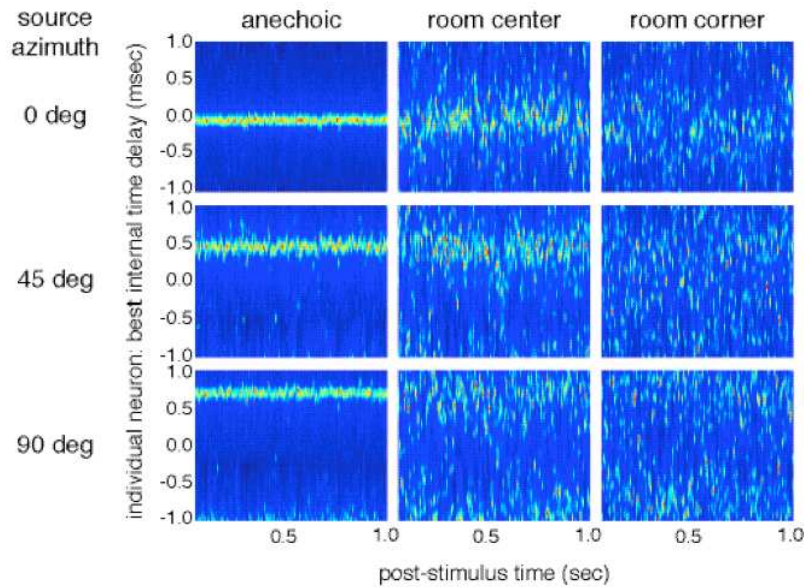 source azimuth
anechoic
room center
room corner
individual neuron: best internal time delay (msec)
0 deg
1.0
0.5
0.0
-0.5
-1.0
45 deg
1.0
0.5
0.0
-0.5
-1.0
90 deg
1.0
0.5
0.0
-0.5
-1.0
0.5 1.0
0.5 1.0
0.5 1.0
post-stimulus time (sec)